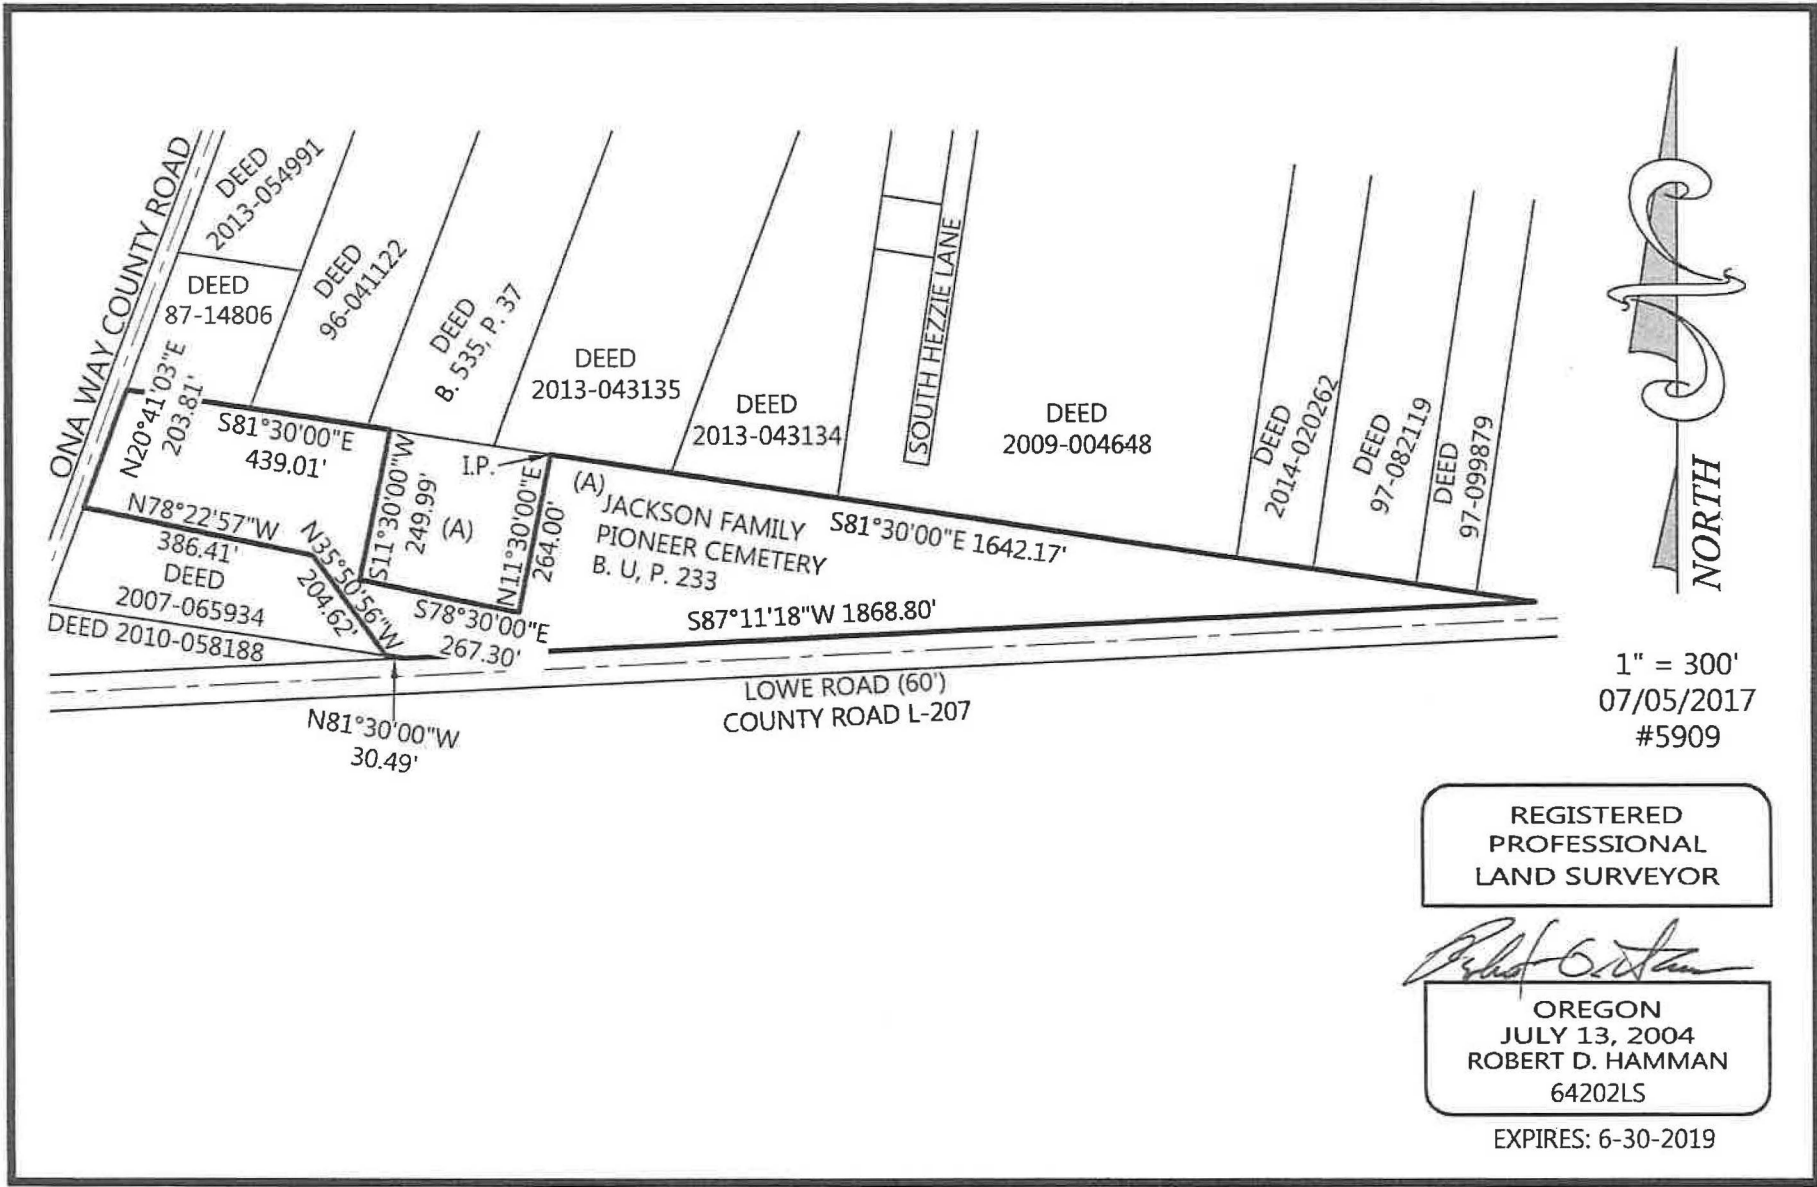 ONA WAY COUNTY ROAD
DEED
2013-054991
DEED
87-14806
DEED
96-041122
DEED
B. 535, P. 37
DEED
2013-043135
DEED
2013-043134
SOUTH HEZZIE LANE
DEED
2009-004648
DEED
2014-020262
DEED
97-082119
DEED
97-099879
N20°41'03"E
203.81'
S81°30'00"E
439.01'
S11°30'00"W
249.99'
I.P.
(A)
N11°30'00"E
264.00'
(A)
JACKSON FAMILY
PIONEER CEMETERY
B. U, P. 233
S81°30'00"E 1642.17'
N78°22'57"W
386.41'
N35°50'56"W
204.62'
DEED
2007-065934
DEED 2010-058188
S78°30'00"E
267.30'
S87°11'18"W 1868.80'
LOWE ROAD (60')
COUNTY ROAD L-207
N81°30'00"W
30.49'
NORTH
1" = 300'
07/05/2017
#5909
REGISTERED
PROFESSIONAL
LAND SURVEYOR
OREGON
JULY 13, 2004
ROBERT D. HAMMAN
64202LS
EXPIRES: 6-30-2019